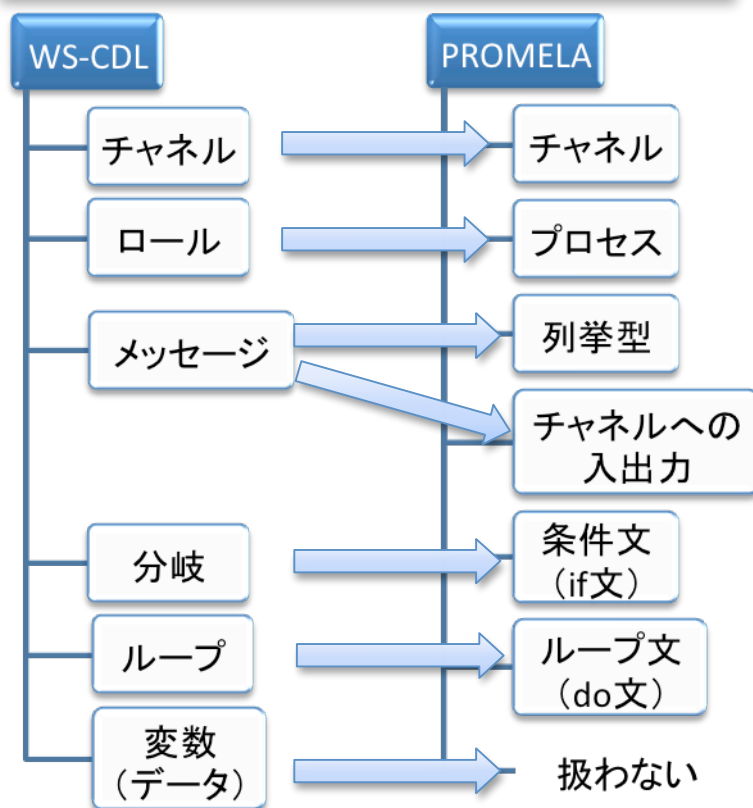 WS-CDL
PROMELA
チャネル
チャネル
ロール
プロセス
メッセージ
列挙型
チャネルへの
入出力
分岐
条件文
(if文)
ループ
ループ文
(do文)
変数
(データ)
扱わない